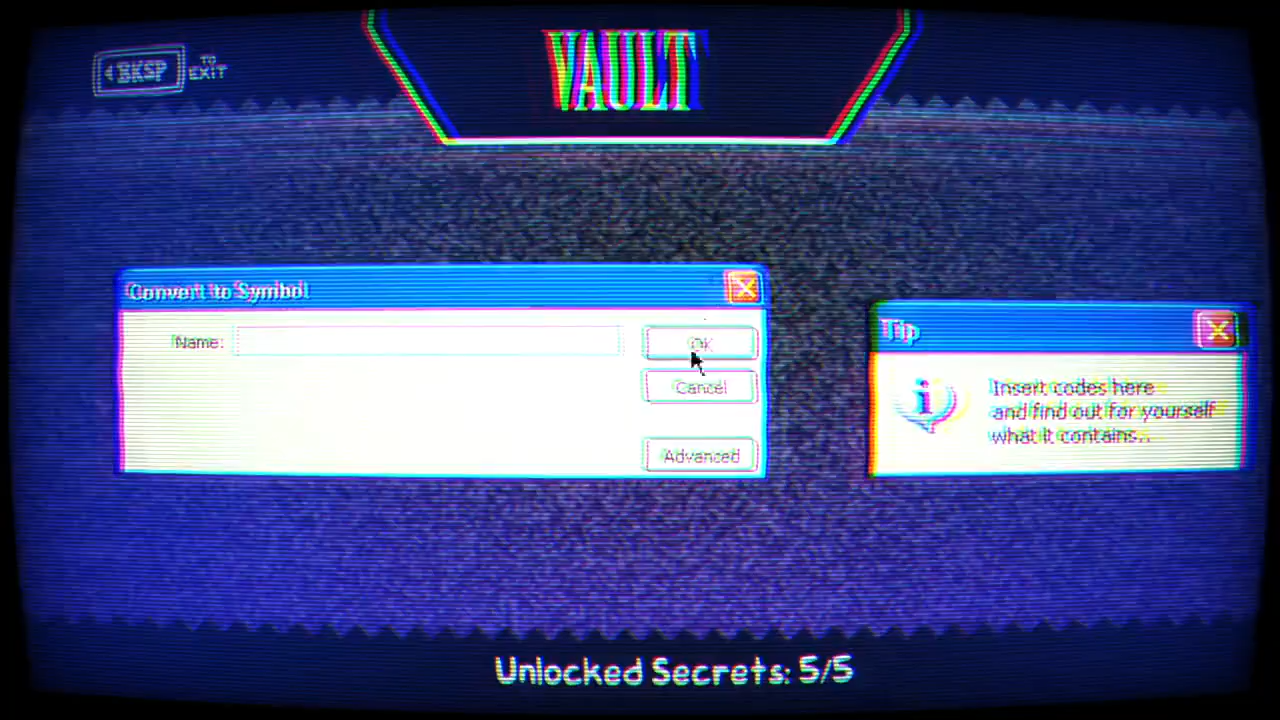 VAULT
BKSP TO EXIT
Convert to Symbol
Name:
OK
Cancel
Advanced
Tip
Insert codes here
and find out for yourself
what it contains..
Unlocked Secrets: 5/5